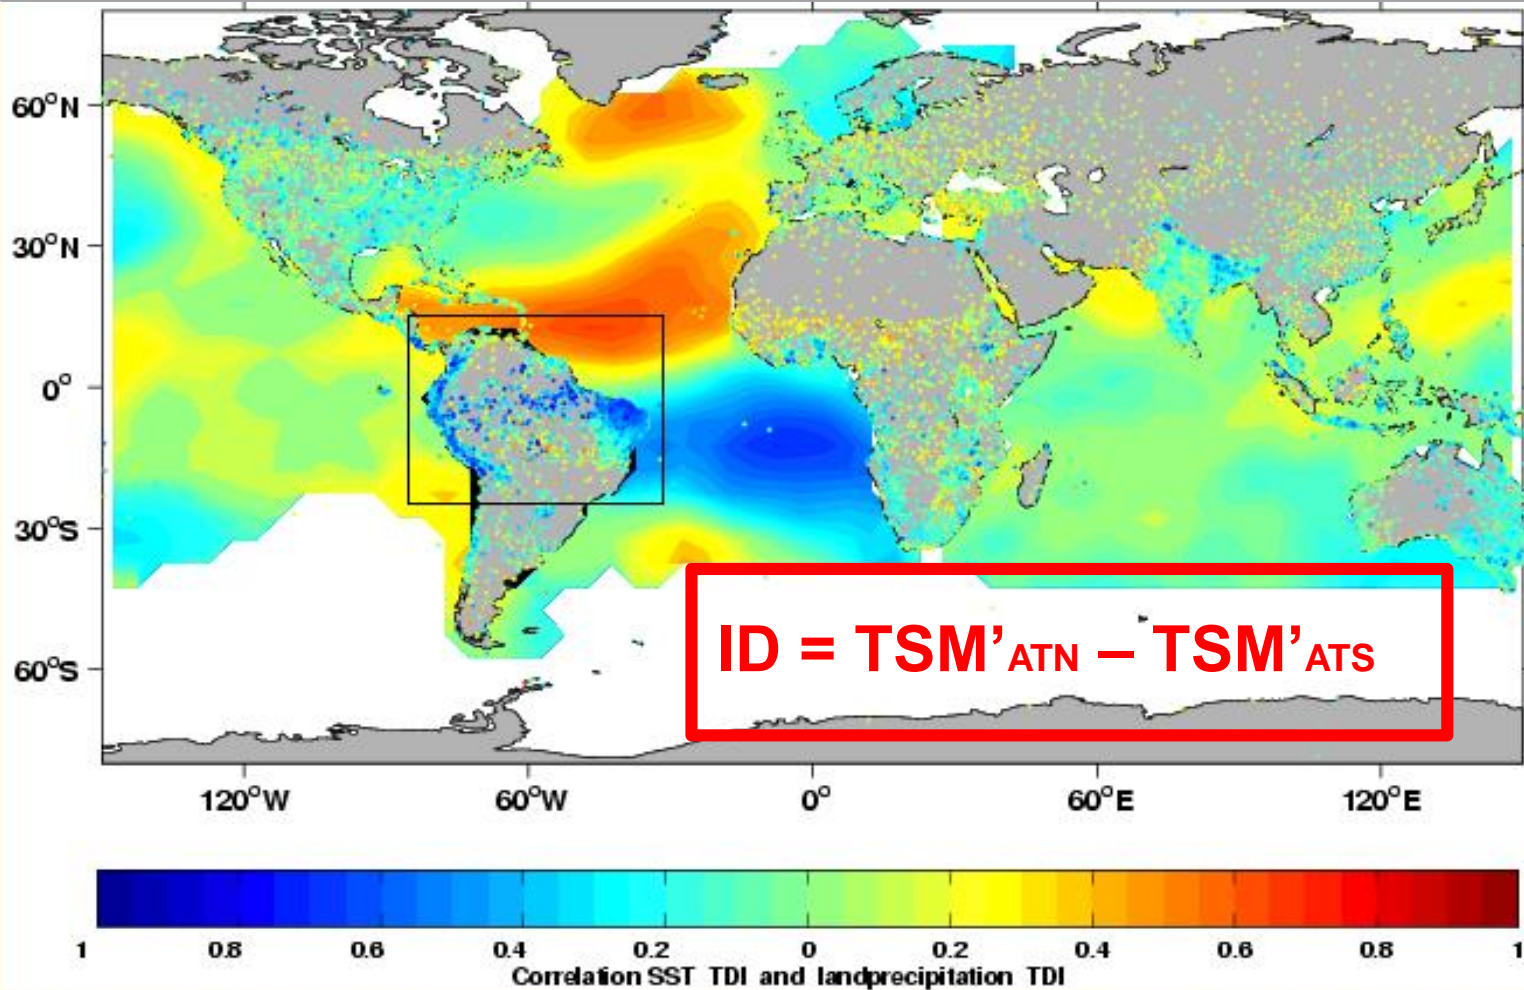 60°N
30°N
0°
30°S
60°S
ID = TSM’ATN – TSM’ATS
120°W 60°W 0° 60°E 120°E
1 0.8 0.6 0.4 0.2 0 0.2 0.4 0.6 0.8 1
Correlation SST TDI and landprecipitation TDI